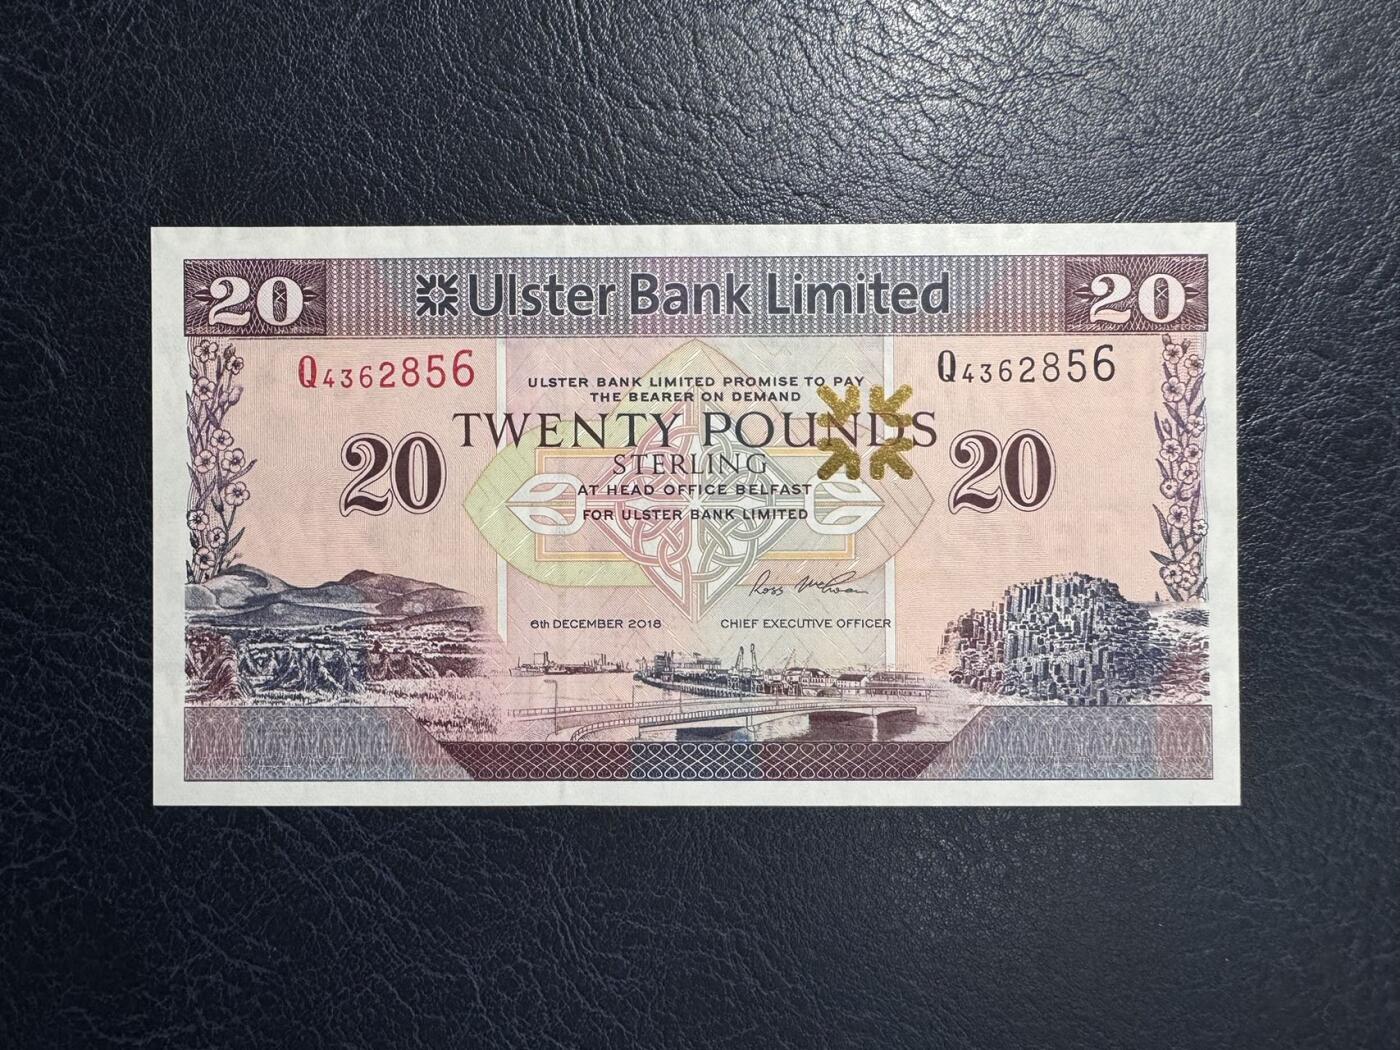 20 Ulster Bank Limited 20
Q4362856 Q4362856
ULSTER BANK LIMITED PROMISE TO PAY
THE BEARER ON DEMAND
TWENTY POUNDS
20 STERLING 20
AT HEAD OFFICE BELFAST
FOR ULSTER BANK LIMITED
6th DECEMBER 2018 CHIEF EXECUTIVE OFFICER